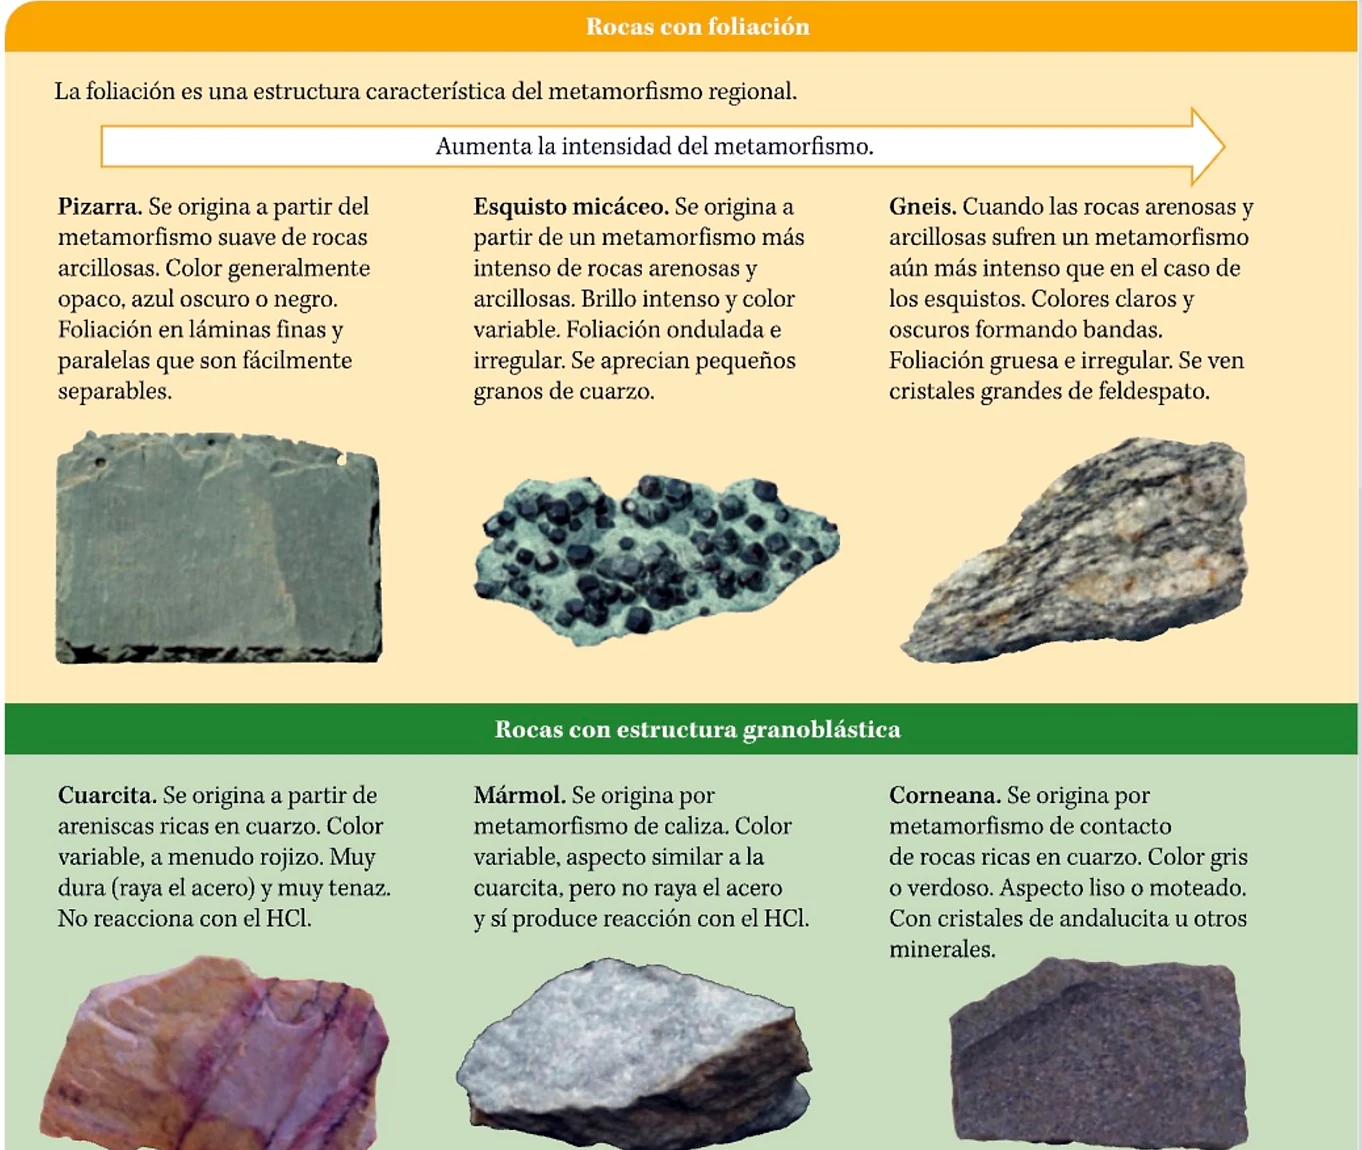 Rocas con foliación
La foliación es una estructura característica del metamorfismo regional.
Aumenta la intensidad del metamorfismo.
Pizarra. Se origina a partir del
metamorfismo suave de rocas
arcillosas. Color generalmente
opaco, azul oscuro o negro.
Foliación en láminas finas y
paralelas que son fácilmente
separables.
Esquisto micáceo. Se origina a
partir de un metamorfismo más
intenso de rocas arenosas y
arcillosas. Brillo intenso y color
variable. Foliación ondulada e
irregular. Se aprecian pequeños
granos de cuarzo.
Gneis. Cuando las rocas arenosas y
arcillosas sufren un metamorfismo
aún más intenso que en el caso de
los esquistos. Colores claros y
oscuros formando bandas.
Foliación gruesa e irregular. Se ven
cristales grandes de feldespato.
Rocas con estructura granoblástica
Cuarcita. Se origina a partir de
areniscas ricas en cuarzo. Color
variable, a menudo rojizo. Muy
dura (raya el acero) y muy tenaz.
No reacciona con el HCl.
Mármol. Se origina por
metamorfismo de caliza. Color
variable, aspecto similar a la
cuarcita, pero no raya el acero
y sí produce reacción con el HCl.
Corneana. Se origina por
metamorfismo de contacto
de rocas ricas en cuarzo. Color gris
o verdoso. Aspecto liso o moteado.
Con cristales de andalucita u otros
minerales.